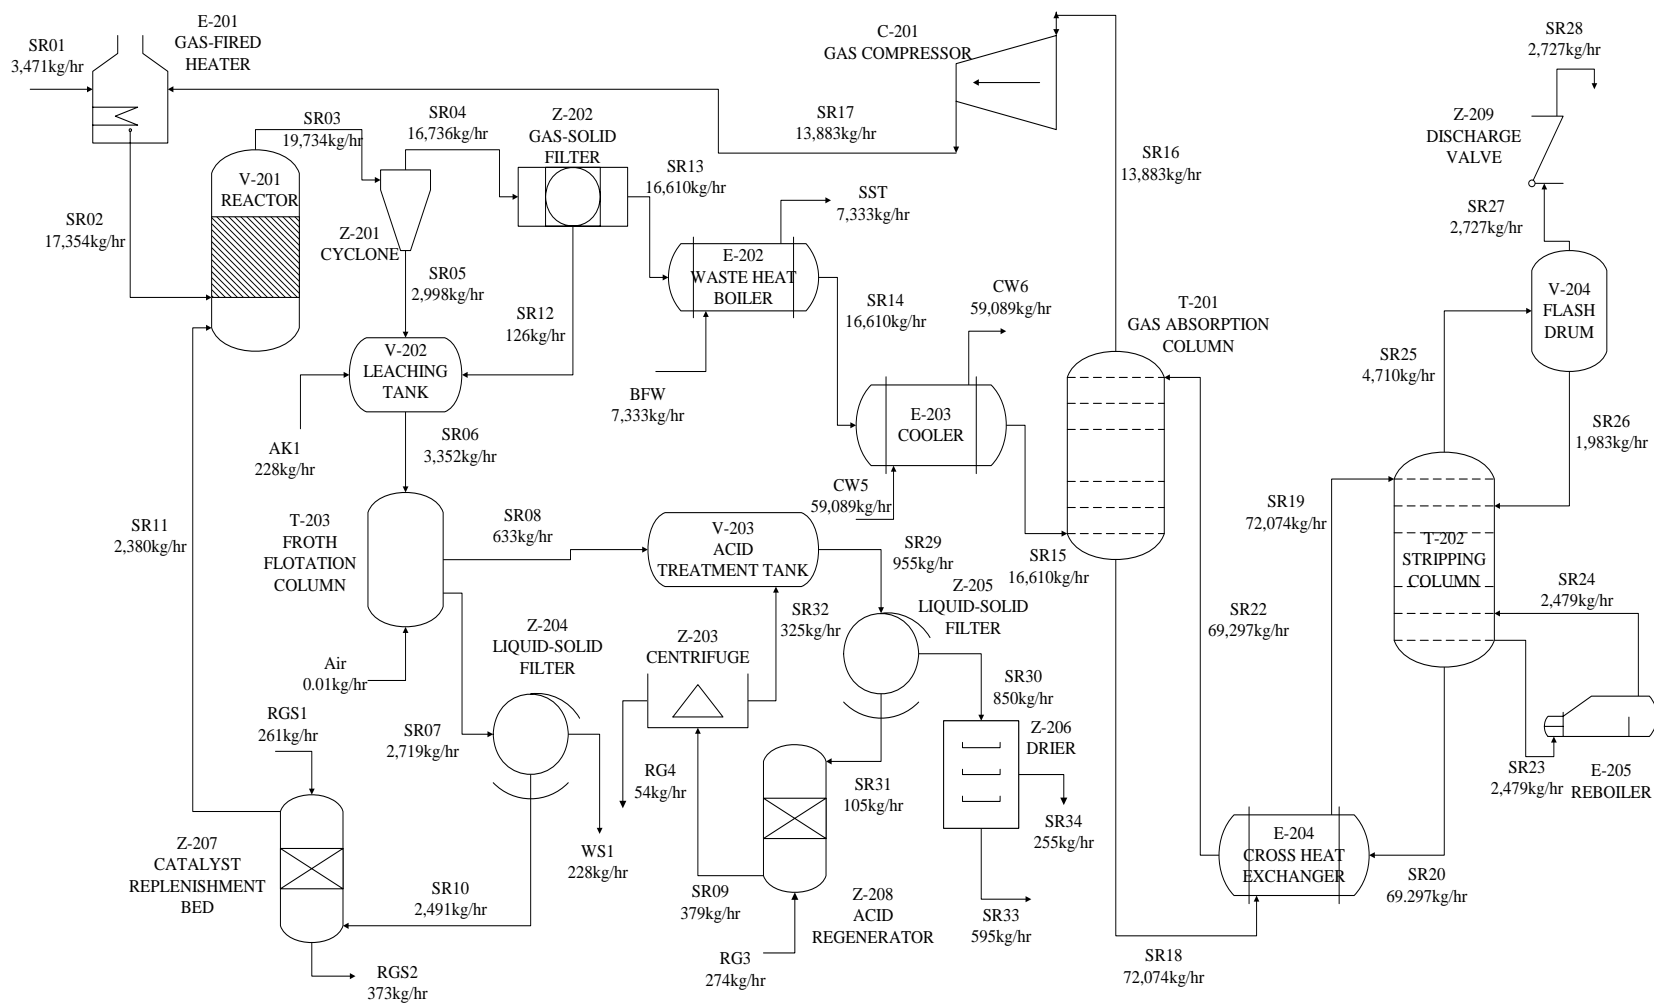 E-201
GAS-FIRED
HEATER
SR01
3,471kg/hr
SR02
17,354kg/hr
V-201
REACTOR
SR03
19,734kg/hr
SR04
16,736kg/hr
Z-201
CYCLONE
Z-202
GAS-SOLID
FILTER
SR13
16,610kg/hr
SR05
2,998kg/hr
SR12
126kg/hr
E-202
WASTE HEAT
BOILER
SST
7,333kg/hr
BFW
7,333kg/hr
C-201
GAS COMPRESSOR
SR17
13,883kg/hr
SR16
13,883kg/hr
SR14
16,610kg/hr
CW6
59,089kg/hr
E-203
COOLER
CW5
59,089kg/hr
T-201
GAS ABSORPTION
COLUMN
SR15
16,610kg/hr
SR28
2,727kg/hr
Z-209
DISCHARGE
VALVE
SR27
2,727kg/hr
V-204
FLASH
DRUM
SR25
4,710kg/hr
SR26
1,983kg/hr
SR19
72,074kg/hr
T-202
STRIPPING
COLUMN
SR24
2,479kg/hr
SR23
2,479kg/hr
E-205
REBOILER
SR22
69,297kg/hr
E-204
CROSS HEAT
EXCHANGER
SR20
69.297kg/hr
SR18
72,074kg/hr
V-202
LEACHING
TANK
AK1
228kg/hr
SR06
3,352kg/hr
SR11
2,380kg/hr
T-203
FROTH
FLOTATION
COLUMN
SR08
633kg/hr
V-203
ACID
TREATMENT TANK
SR29
955kg/hr
Z-205
LIQUID-SOLID
FILTER
SR32
325kg/hr
Z-203
CENTRIFUGE
Z-204
LIQUID-SOLID
FILTER
Air
0.01kg/hr
SR07
2,719kg/hr
RGS1
261kg/hr
SR30
850kg/hr
Z-206
DRIER
RG4
54kg/hr
SR31
105kg/hr
SR34
255kg/hr
WS1
228kg/hr
Z-207
CATALYST
REPLENISHMENT
BED
SR10
2,491kg/hr
SR09
379kg/hr
Z-208
ACID
REGENERATOR
SR33
595kg/hr
RG3
274kg/hr
RGS2
373kg/hr